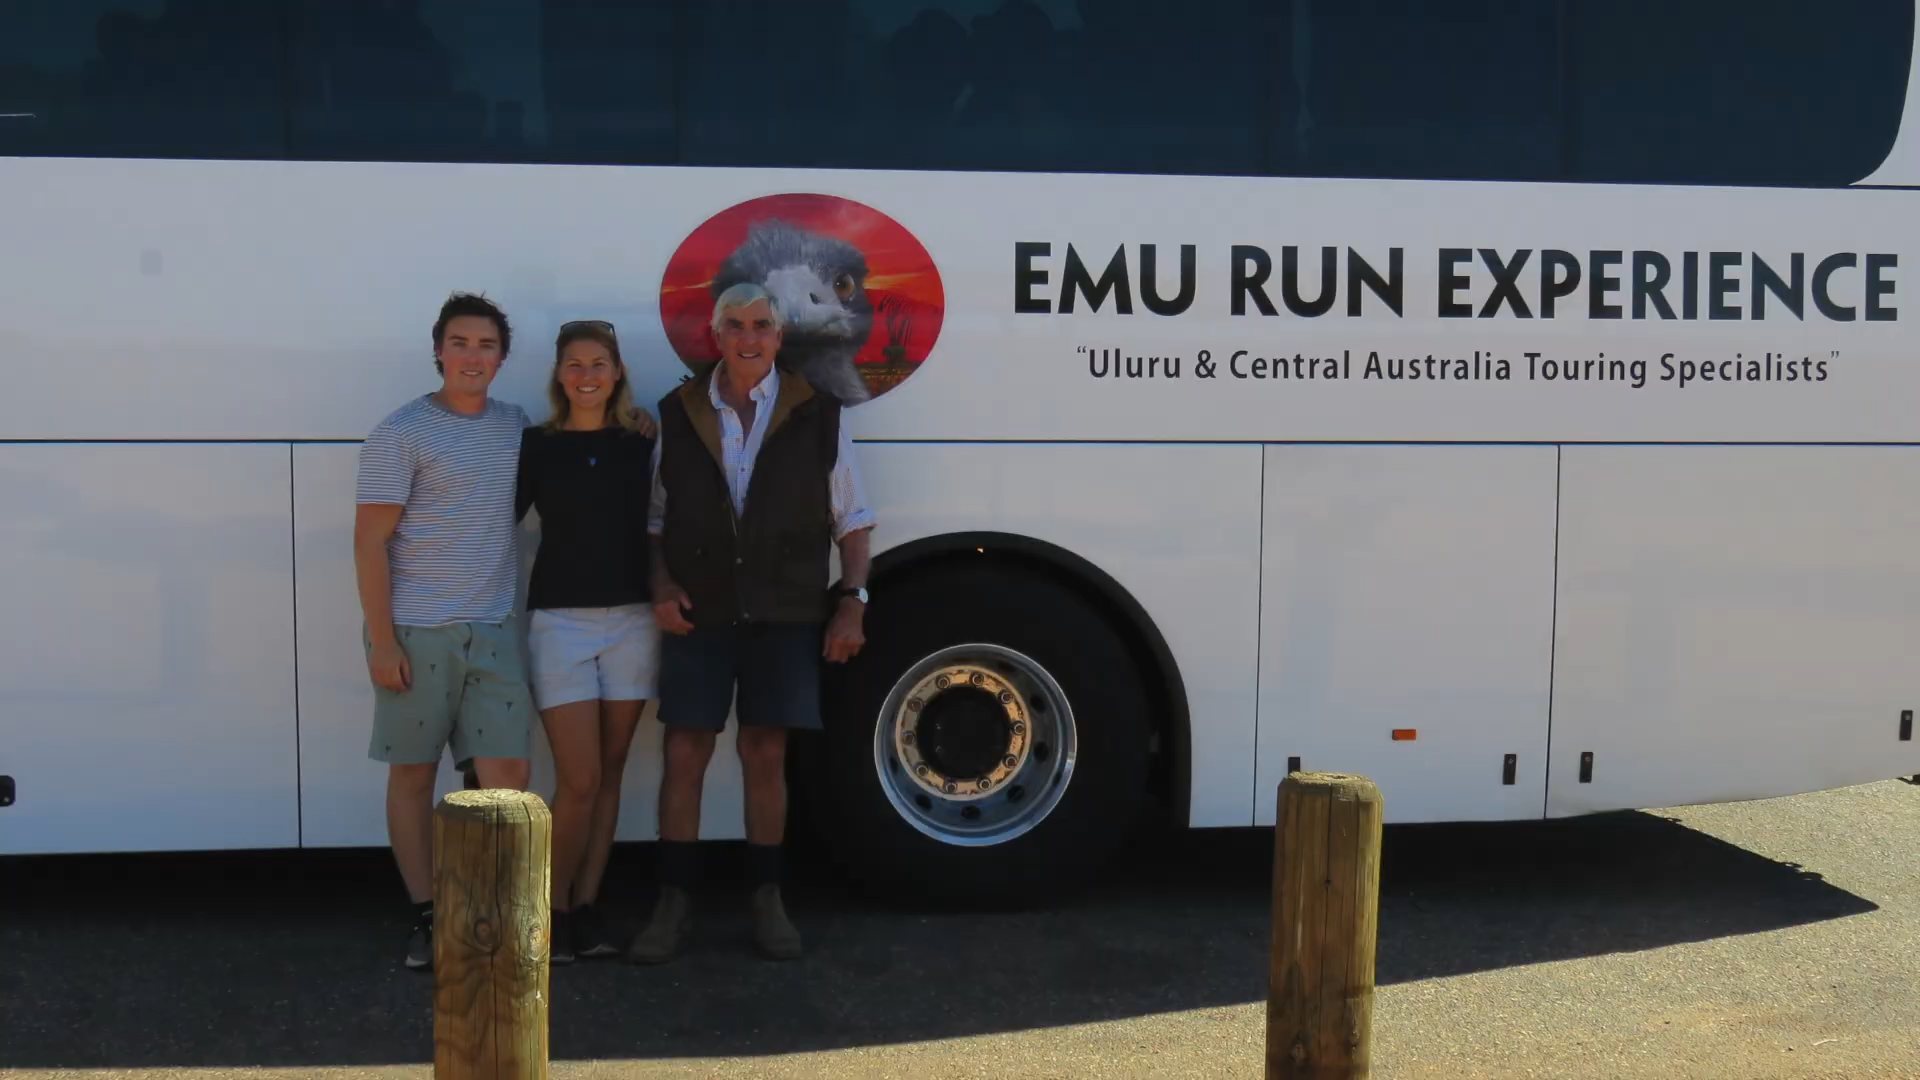 EMU RUN EXPERIENCE
“Uluru & Central Australia Touring Specialists”